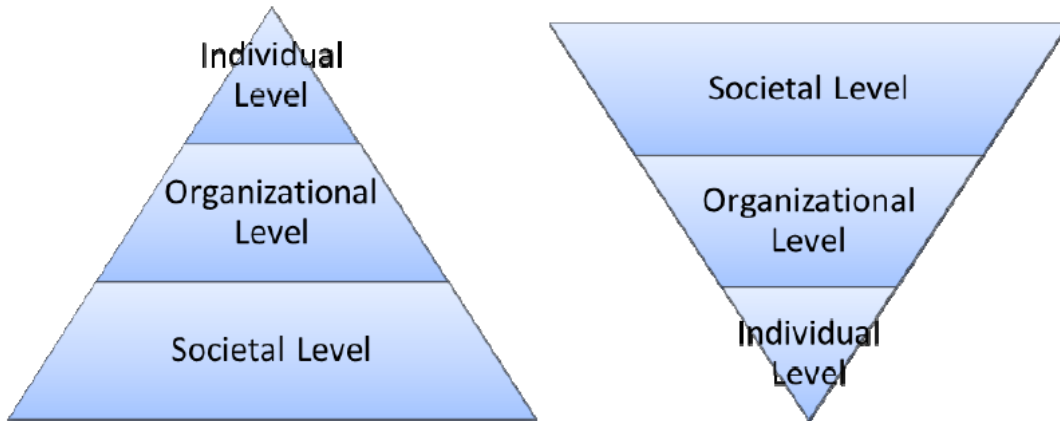 Individual
Level
Organizational
Level
Societal Level
Societal Level
Organizational
Level
Individual
Level